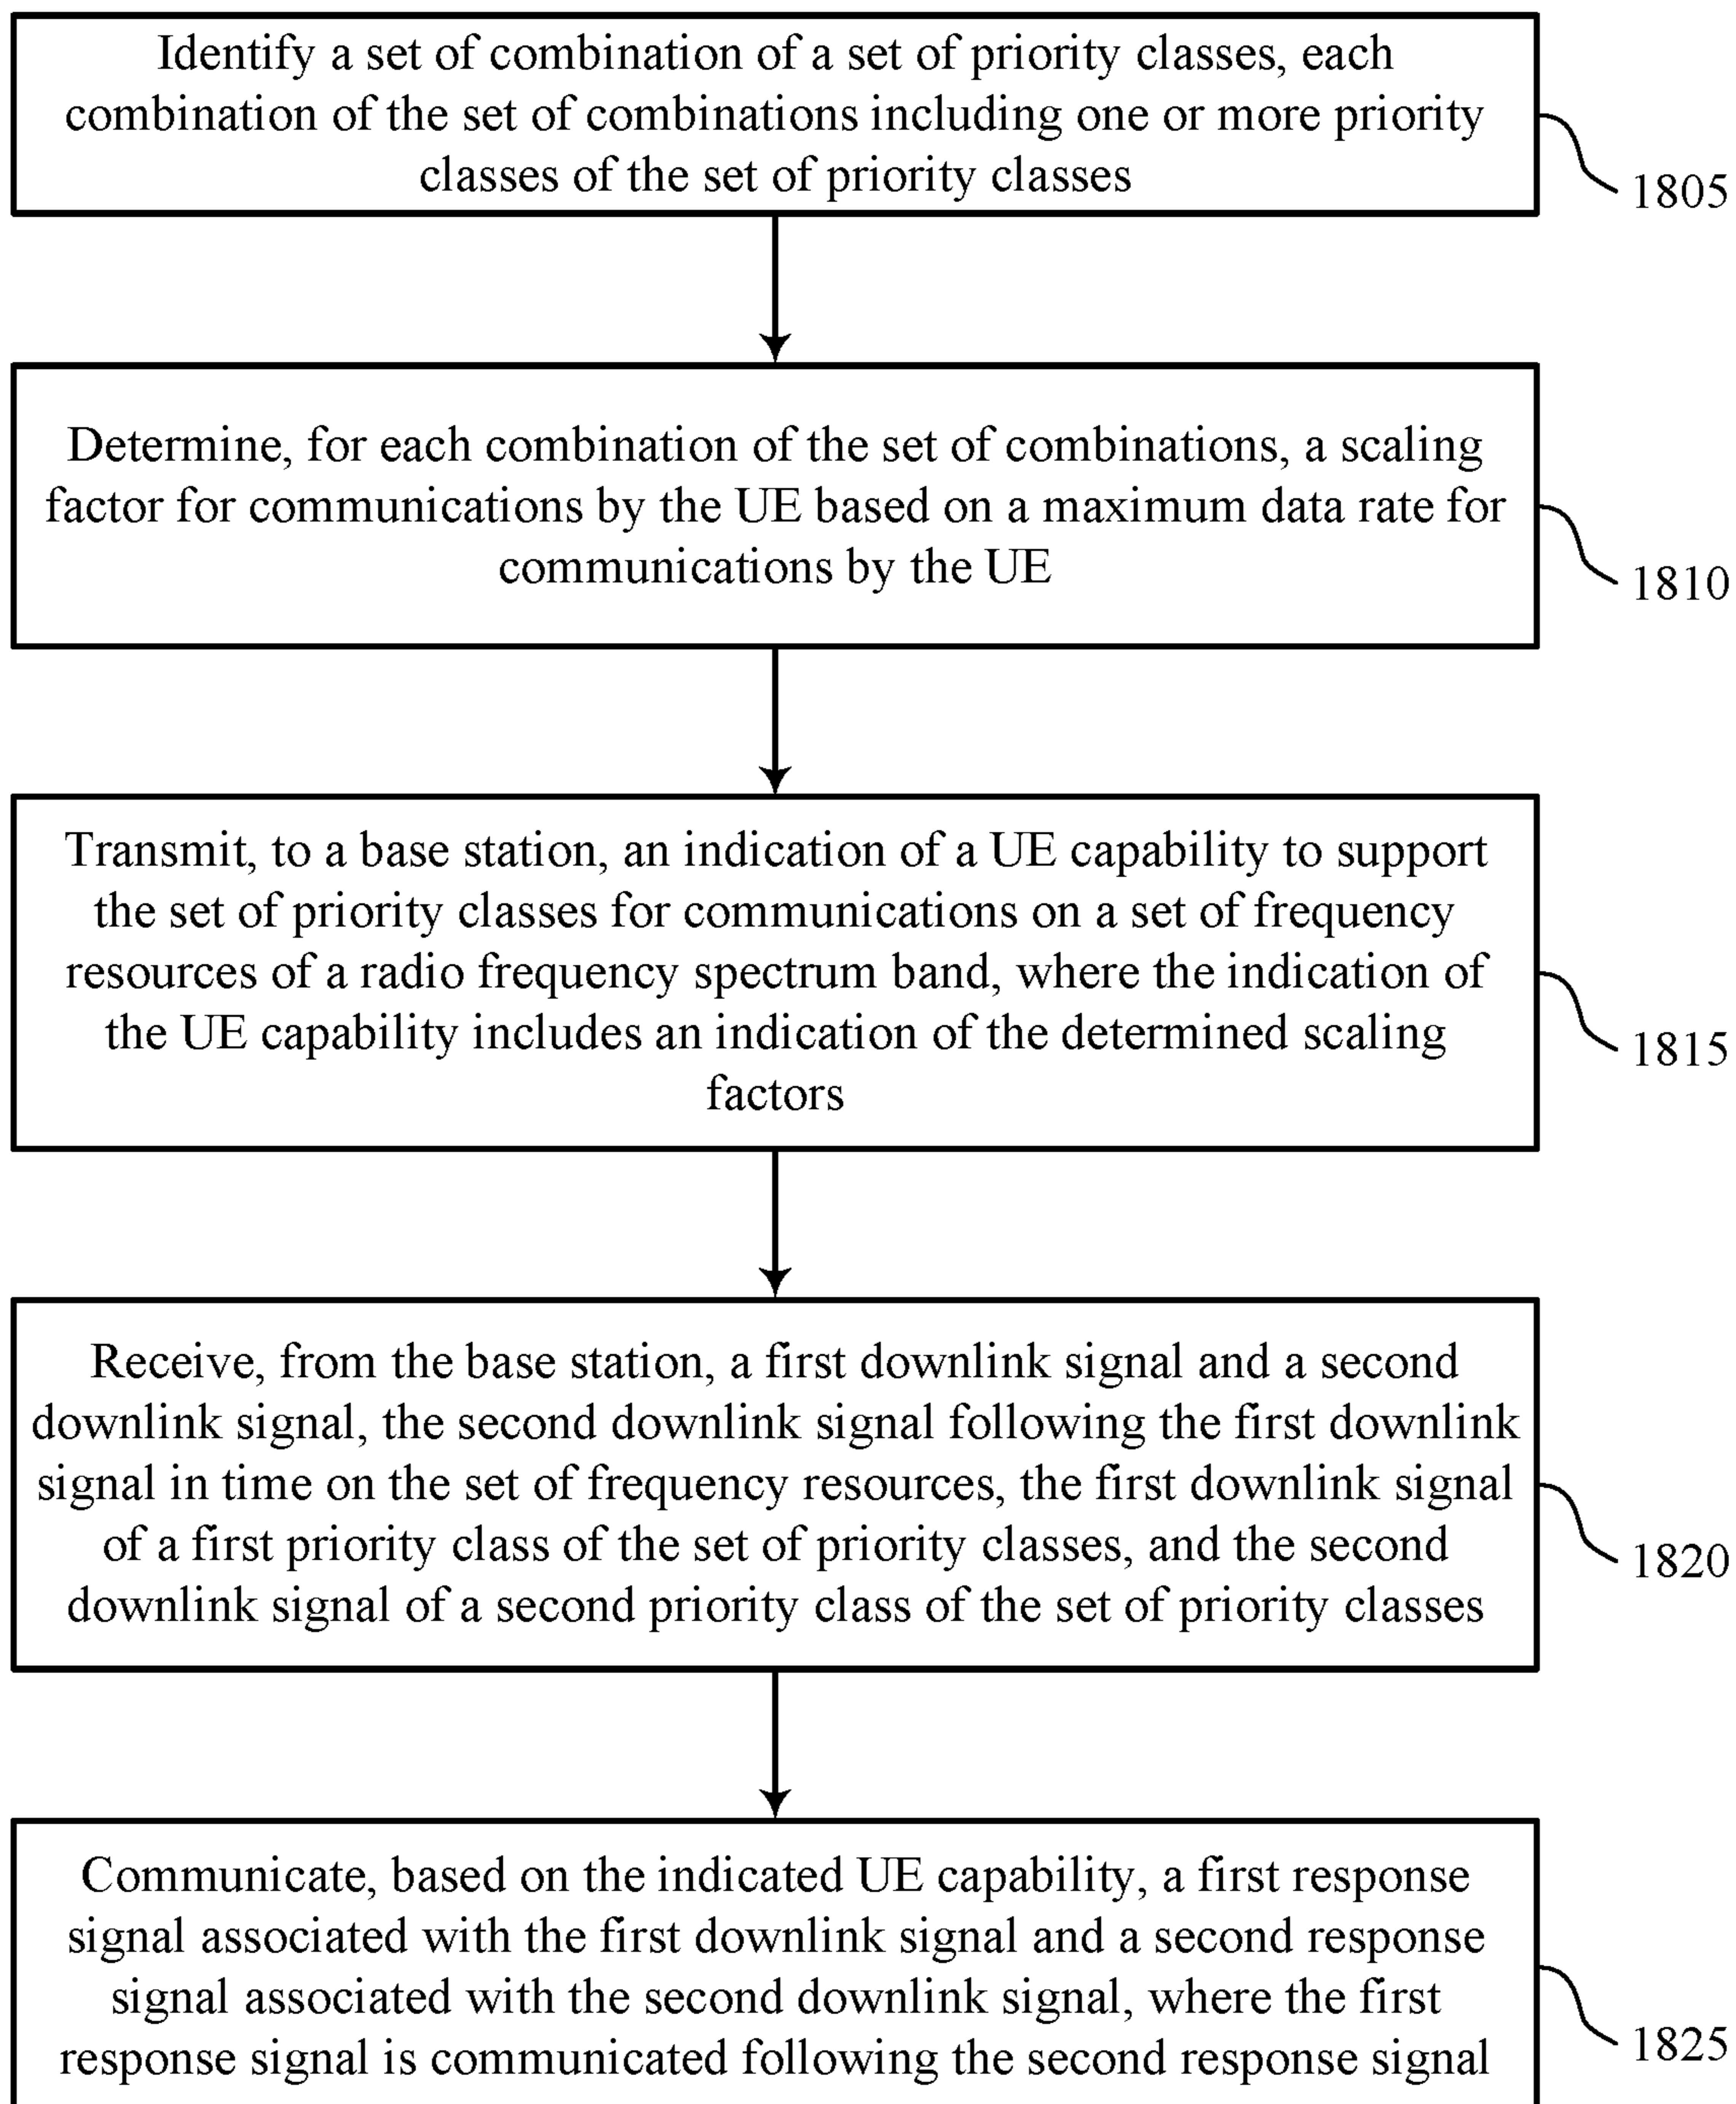 Identify a set of combination of a set of priority classes, each
combination of the set of combinations including one or more priority
classes of the set of priority classes
1805
Determine, for each combination of the set of combinations, a scaling
factor for communications by the UE based on a maximum data rate for
communications by the UE
1810
Transmit, to a base station, an indication of a UE capability to support
the set of priority classes for communications on a set of frequency
resources of a radio frequency spectrum band, where the indication of
the UE capability includes an indication of the determined scaling
factors
1815
Receive, from the base station, a first downlink signal and a second
downlink signal, the second downlink signal following the first downlink
signal in time on the set of frequency resources, the first downlink signal
of a first priority class of the set of priority classes, and the second
downlink signal of a second priority class of the set of priority classes
1820
Communicate, based on the indicated UE capability, a first response
signal associated with the first downlink signal and a second response
signal associated with the second downlink signal, where the first
response signal is communicated following the second response signal
1825